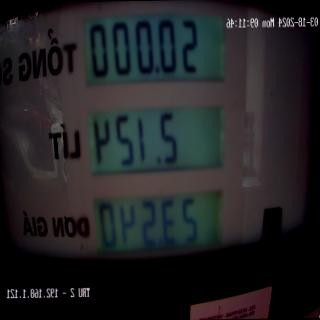 03-18-2024 Mon 09:11:46
TỔNG SỐ
50.000
LÍT
2.124
ĐƠN GIÁ
23.540
TRU 2 - 192.168.1.121